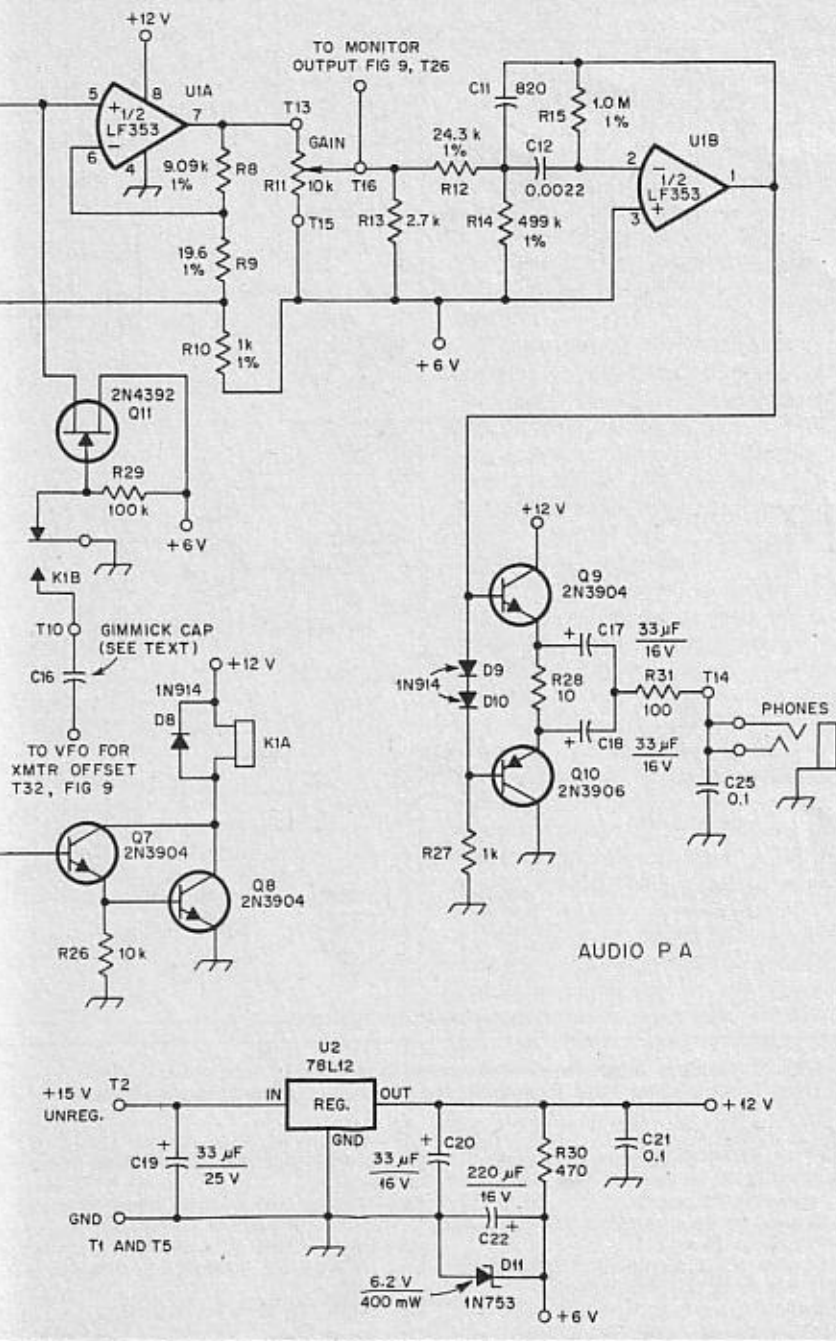 +12 V
5
+
1/2
LF353
-
6
8
4
7
U1A
9.09k
1%
R8
19.6
1%
R9
R10
1k
1%
T13
GAIN
R11
10k
T15
T16
TO MONITOR
OUTPUT FIG 9, T26
R13
2.7 k
24.3 k
1%
R12
C11
820
C12
0.0022
R14
499 k
1%
R15
1.0 M
1%
U1B
2
-
1/2
LF353
+
3
1
+6 V
2N4392
Q11
R29
100 k
+6 V
K1B
T10
GIMMICK CAP
(SEE TEXT)
C16
TO VFO FOR
XMTR OFFSET
T32, FIG 9
1N914
D8
+12 V
K1A
Q7
2N3904
Q8
2N3904
R26
10 k
+12 V
Q9
2N3904
1N914
D9
D10
R28
10
+
C17
33 µF
16 V
+
C18
33 µF
16 V
R31
100
T14
PHONES
C25
0.1
Q10
2N3906
R27
1k
AUDIO P A
+15 V
UNREG.
T2
U2
78L12
IN
REG.
OUT
GND
+
C19
33 µF
25 V
+
C20
33 µF
16 V
220 µF
16 V
C22
+
R30
470
C21
0.1
+ 12 V
GND
T1 AND T5
D11
6.2 V
400 mW
1N753
+6 V